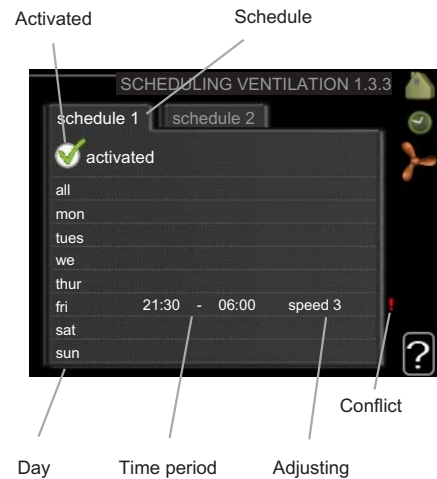 Activated Schedule
SCHEDULING VENTILATION 1.3.3
schedule 1 schedule 2
activated
all
mon
tues
we
thur
fri 21:30 - 06:00 speed 3 !
sat
sun
?
Conflict
Day Time period Adjusting